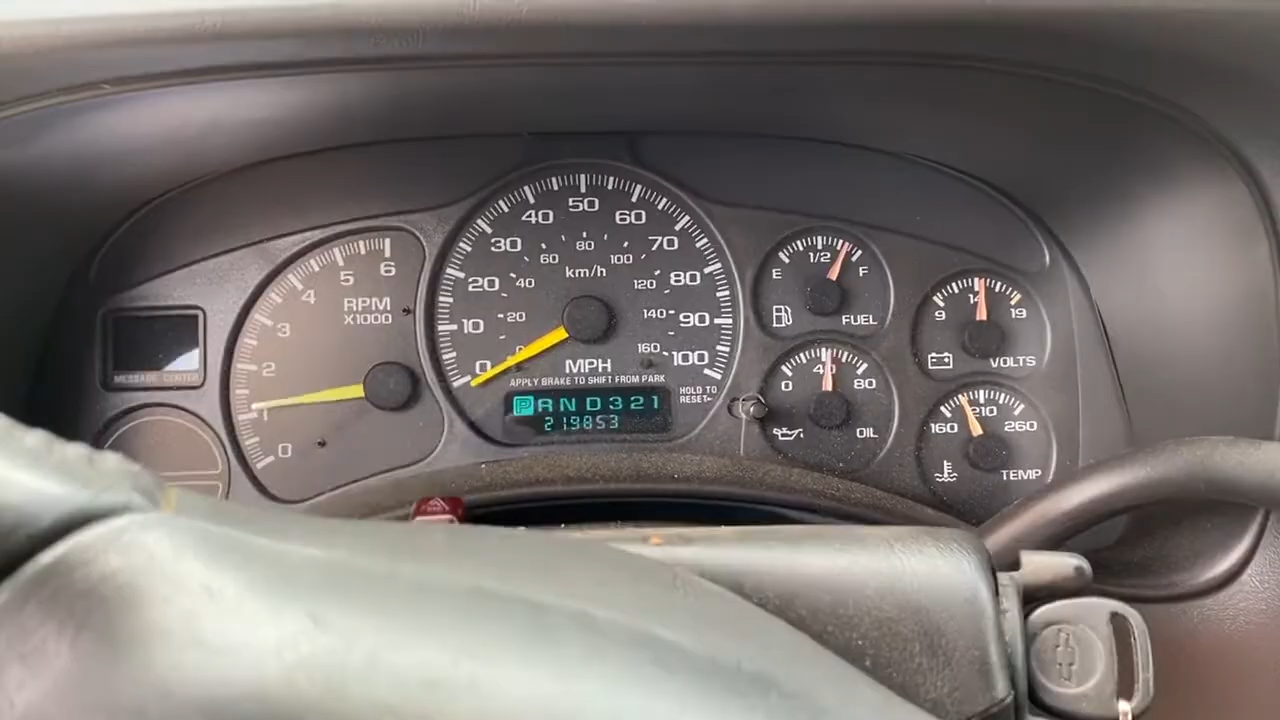 6
5
4
3
2
1
0
RPM
X1000
MESSAGE CENTER
0
10
20
30
40
50
60
70
80
90
100
20
40
60
80
100
120
140
160
km/h
MPH
APPLY BRAKE TO SHIFT FROM PARK
PRND321
219853
HOLD TO
RESET
E
1/2
F
FUEL
0
40
80
OIL
9
14
19
VOLTS
160
210
260
TEMP